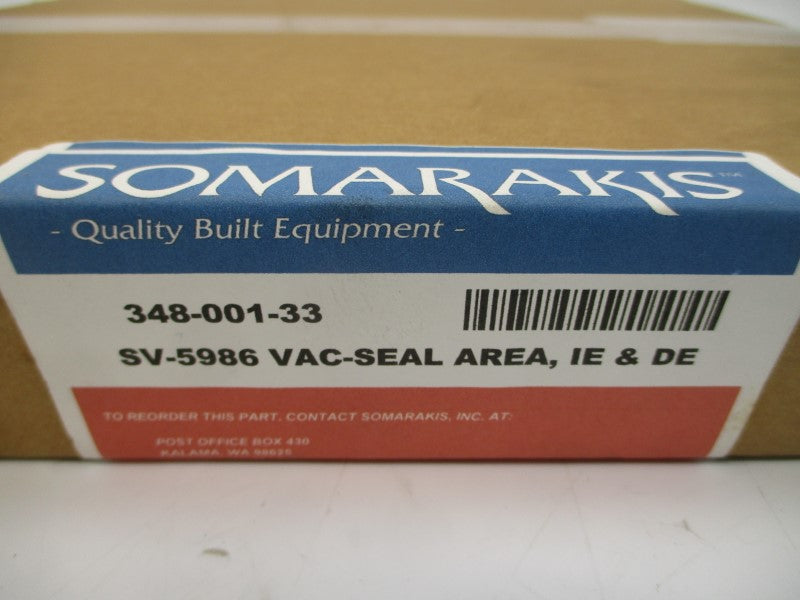 SOMARAKIS™
- Quality Built Equipment -
348-001-33
SV-5986 VAC-SEAL AREA, IE & DE
TO REORDER THIS PART, CONTACT SOMARAKIS, INC. AT:
POST OFFICE BOX 430
KALAMA, WA 98625